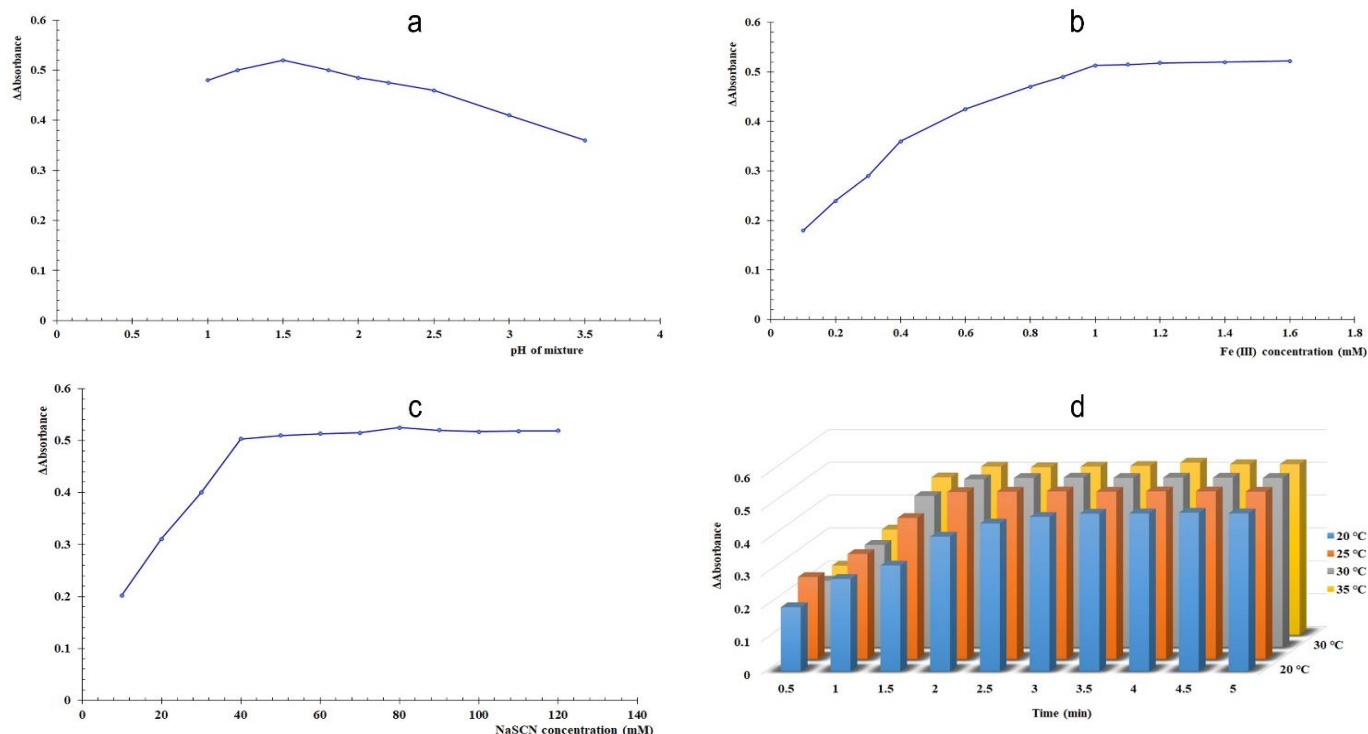 a
ΔAbsorbance
0.6
0.5
0.4
0.3
0.2
0.1
0
0 0.5 1 1.5 2 2.5 3 3.5 4
pH of mixture
b
ΔAbsorbance
0.6
0.5
0.4
0.3
0.2
0.1
0
0 0.2 0.4 0.6 0.8 1 1.2 1.4 1.6 1.8
Fe (III) concentration (mM)
c
ΔAbsorbance
0.6
0.5
0.4
0.3
0.2
0.1
0
0 20 40 60 80 100 120 140
NaSCN concentration (mM)
d
ΔAbsorbance
0.6
0.5
0.4
0.3
0.2
0.1
0
0.5 1 1.5 2 2.5 3 3.5 4 4.5 5
Time (min)
20 °C
30 °C
20 °C
25 °C
30 °C
35 °C